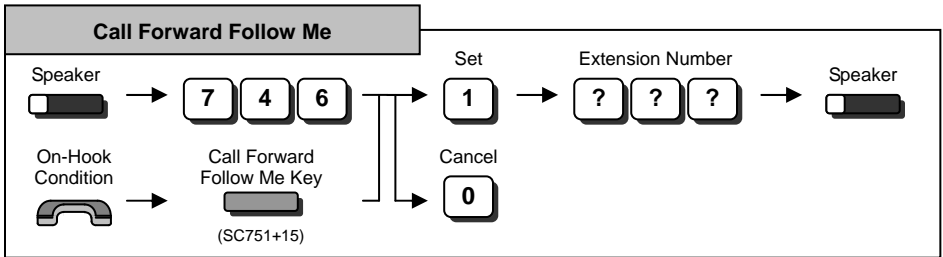 Call Forward Follow Me
Set
Extension Number
Speaker
Speaker
7 4 6
1
? ? ?
On-Hook
Condition
Call Forward
Follow Me Key
Cancel
0
(SC751+15)